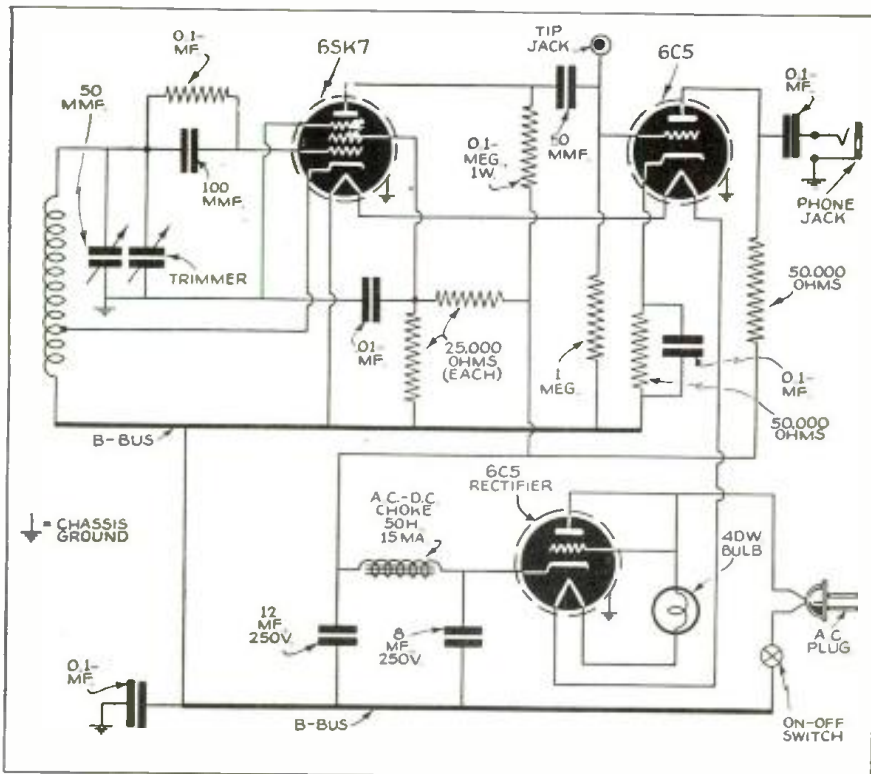 0.1-
MF.
6SK7
TIP
JACK
6C5
0.1-
MF.
50
MMF.
100
MMF.
0.1-
MEG.
1W.
50
MMF.
PHONE
JACK
TRIMMER
.01-
MF.
25,000
OHMS
(EACH)
1
MEG.
50,000
OHMS
0.1-
MF.
50,000
OHMS
B-BUS
6C5
RECTIFIER
A.C.-D.C.
CHOKE
50H
15 MA.
= CHASSIS
GROUND
40W
BULB
12
MF.
250V.
8
MF.
250V.
A.C.
PLUG
0.1-
MF.
B-BUS
ON-OFF
SWITCH